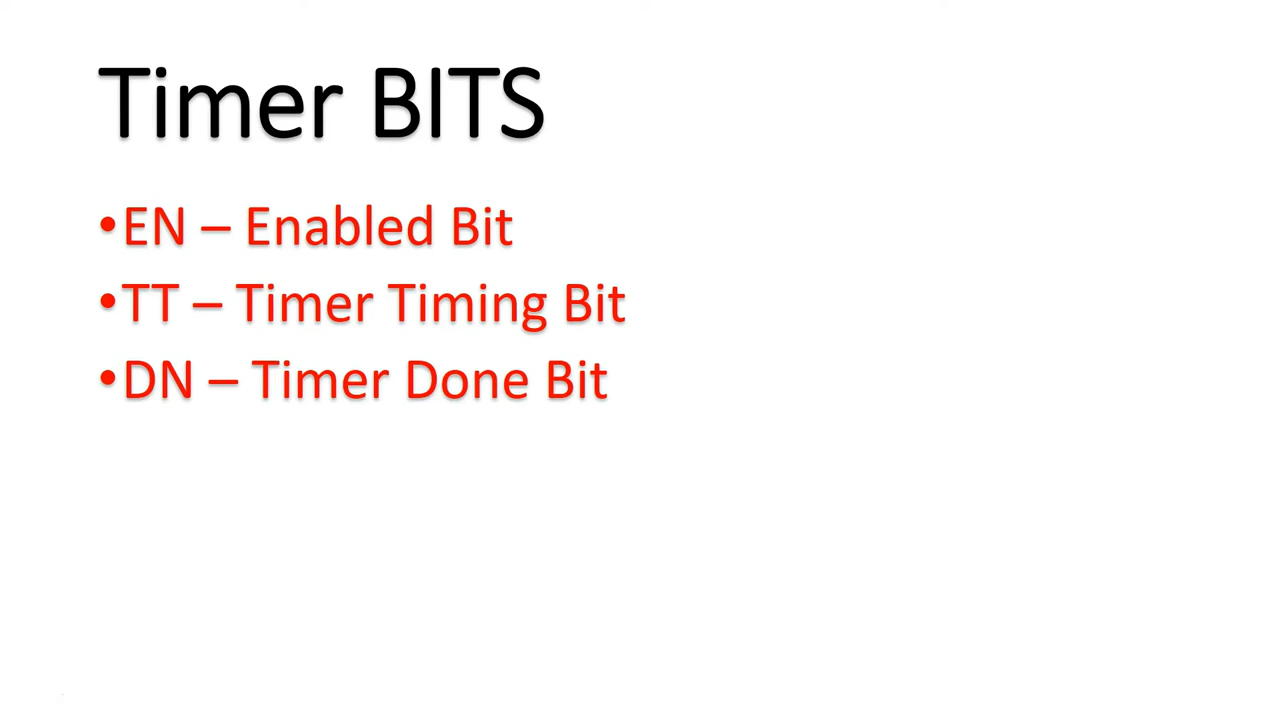 Timer BITS
•EN – Enabled Bit
•TT – Timer Timing Bit
•DN – Timer Done Bit